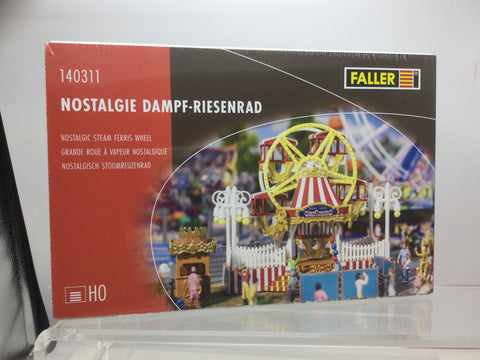 140311
FALLER
NOSTALGIE DAMPF-RIESENRAD
NOSTALGIC STEAM FERRIS WHEEL
GRANDE ROUE À VAPEUR NOSTALGIQUE
NOSTALGISCH STOOMREUZENRAD
H0